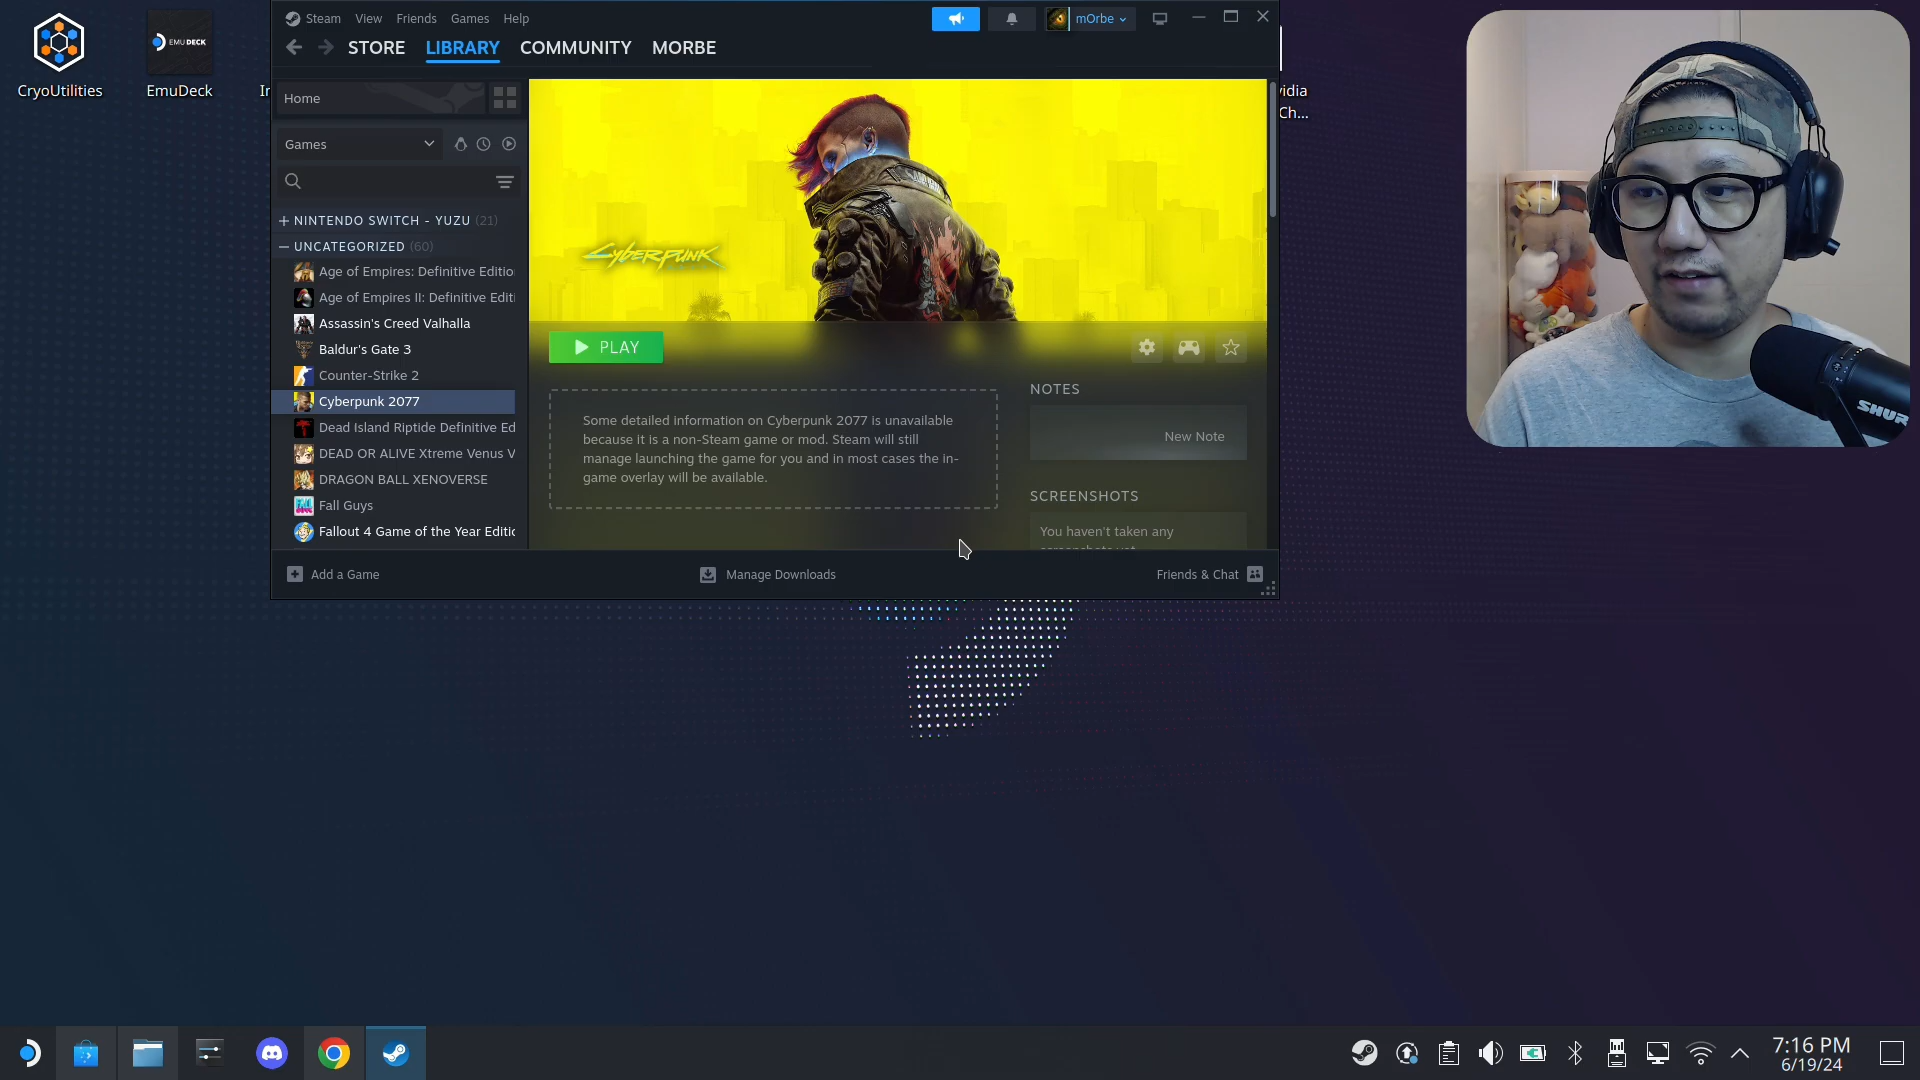 CryoUtilities
EMUDECK
EmuDeck
Steam
View
Friends
Games
Help
mOrbe
STORE
LIBRARY
COMMUNITY
MORBE
Home
Games
NINTENDO SWITCH - YUZU (21)
UNCATEGORIZED (60)
Age of Empires: Definitive Editio
Age of Empires II: Definitive Editi
Assassin's Creed Valhalla
Baldur's Gate 3
Counter-Strike 2
Cyberpunk 2077
Dead Island Riptide Definitive Ed
DEAD OR ALIVE Xtreme Venus V
DRAGON BALL XENOVERSE
Fall Guys
Fallout 4 Game of the Year Editic
Cyberpunk
PLAY
Some detailed information on Cyberpunk 2077 is unavailable
because it is a non-Steam game or mod. Steam will still
manage launching the game for you and in most cases the in-
game overlay will be available.
NOTES
New Note
SCREENSHOTS
You haven't taken any
screenshots yet
Add a Game
Manage Downloads
Friends & Chat
vidia
Ch...
SHUR
7:16 PM
6/19/24